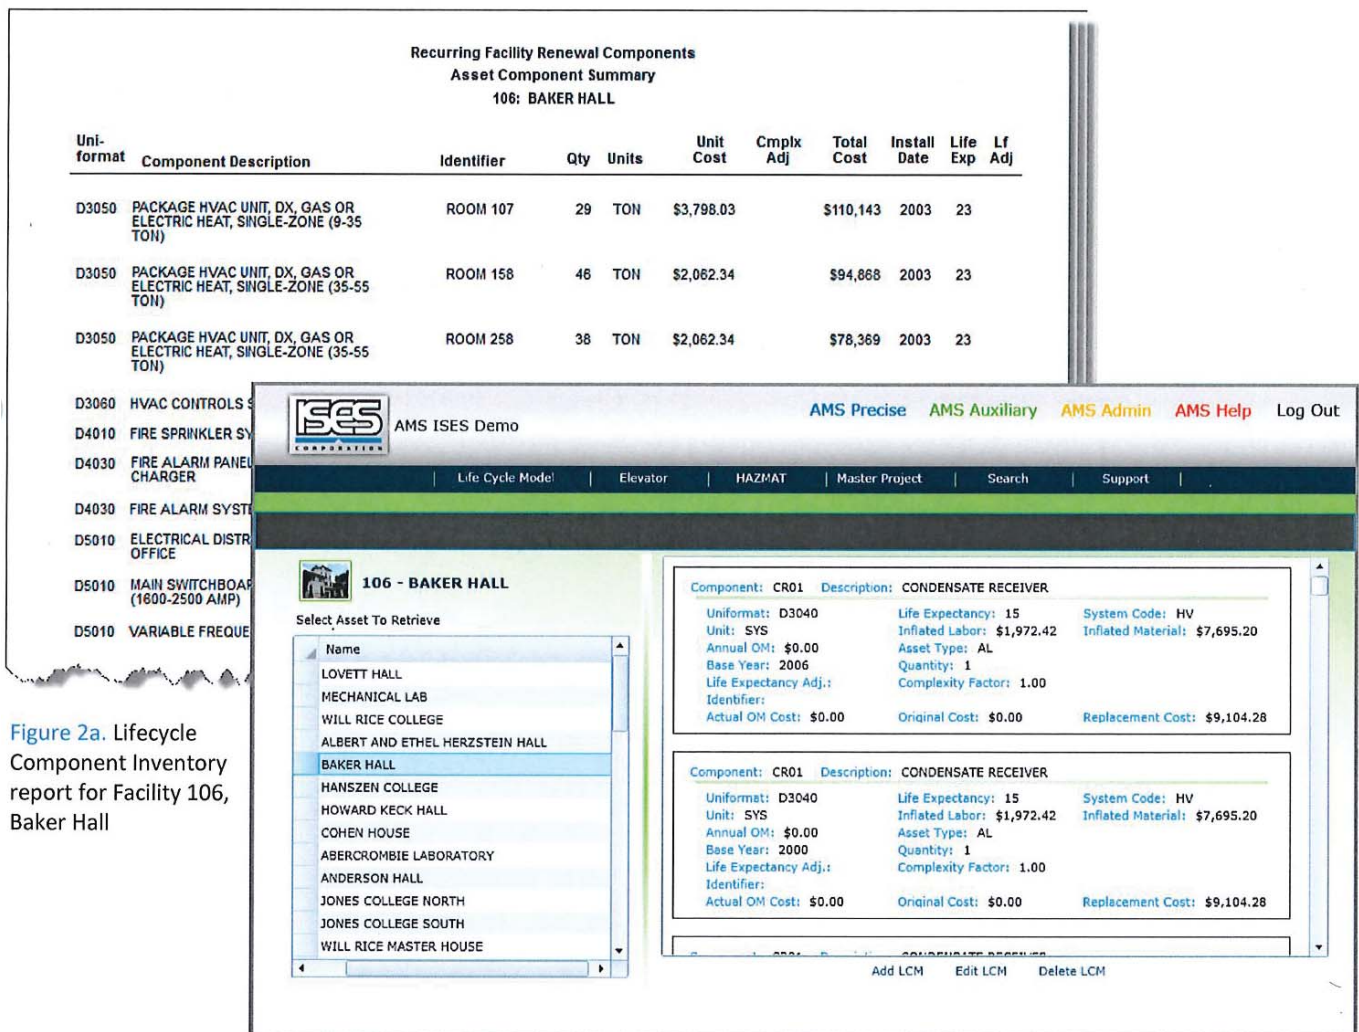 Recurring Facility Renewal Components
Asset Component Summary
106: BAKER HALL
Uni-
format Component Description Identifier Qty Units Unit Cost Cmplx Adj Total Cost Install Date Life Exp Lf Adj
D3050 PACKAGE HVAC UNIT, DX, GAS OR ROOM 107 29 TON $3,798.03 $110,143 2003 23
ELECTRIC HEAT, SINGLE-ZONE (9-35
TON)
D3050 PACKAGE HVAC UNIT, DX, GAS OR ROOM 158 46 TON $2,062.34 $94,868 2003 23
ELECTRIC HEAT, SINGLE-ZONE (35-55
TON)
D3050 PACKAGE HVAC UNIT, DX, GAS OR ROOM 258 38 TON $2,062.34 $78,369 2003 23
ELECTRIC HEAT, SINGLE-ZONE (35-55
TON)
D3060 HVAC CONTROLS S
D4010 FIRE SPRINKLER SY
D4030 FIRE ALARM PANEL
CHARGER
D4030 FIRE ALARM SYSTE
D5010 ELECTRICAL DISTR
OFFICE
D5010 MAIN SWITCHBOAR
(1600-2500 AMP)
D5010 VARIABLE FREQUE
Figure 2a. Lifecycle
Component Inventory
report for Facility 106,
Baker Hall
ISES
CORPORATION
AMS ISES Demo
AMS Precise AMS Auxiliary AMS Admin AMS Help Log Out
Life Cycle Model | Elevator | HAZMAT | Master Project | Search | Support
106 - BAKER HALL
Select Asset To Retrieve
Name
LOVETT HALL
MECHANICAL LAB
WILL RICE COLLEGE
ALBERT AND ETHEL HERZSTEIN HALL
BAKER HALL
HANSZEN COLLEGE
HOWARD KECK HALL
COHEN HOUSE
ABERCROMBIE LABORATORY
ANDERSON HALL
JONES COLLEGE NORTH
JONES COLLEGE SOUTH
WILL RICE MASTER HOUSE
Component: CR01 Description: CONDENSATE RECEIVER
Uniformat: D3040 Life Expectancy: 15 System Code: HV
Unit: SYS Inflated Labor: $1,972.42 Inflated Material: $7,695.20
Annual OM: $0.00 Asset Type: AL
Base Year: 2006 Quantity: 1
Life Expectancy Adj.: Complexity Factor: 1.00
Identifier:
Actual OM Cost: $0.00 Original Cost: $0.00 Replacement Cost: $9,104.28
Component: CR01 Description: CONDENSATE RECEIVER
Uniformat: D3040 Life Expectancy: 15 System Code: HV
Unit: SYS Inflated Labor: $1,972.42 Inflated Material: $7,695.20
Annual OM: $0.00 Asset Type: AL
Base Year: 2000 Quantity: 1
Life Expectancy Adj.: Complexity Factor: 1.00
Identifier:
Actual OM Cost: $0.00 Original Cost: $0.00 Replacement Cost: $9,104.28
Add LCM Edit LCM Delete LCM